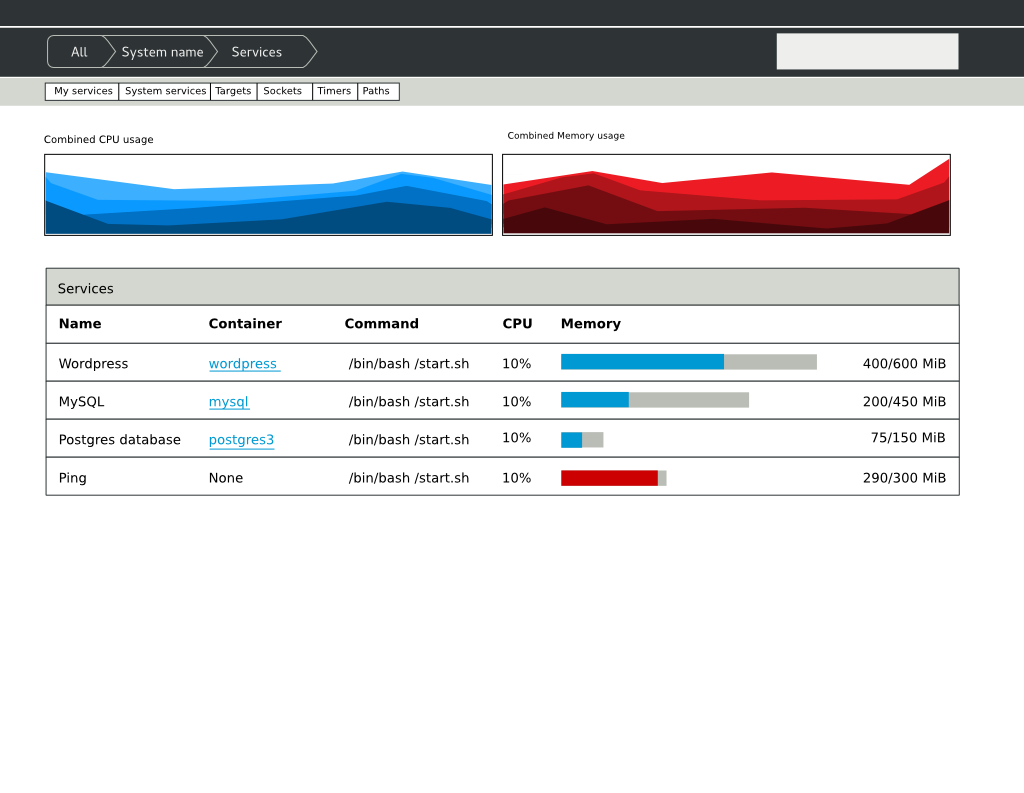 All System name Services
My services System services Targets Sockets Timers Paths
Combined CPU usage
Combined Memory usage
Services
Name Container Command CPU Memory
Wordpress wordpress /bin/bash /start.sh 10% 400/600 MiB
MySQL mysql /bin/bash /start.sh 10% 200/450 MiB
Postgres database postgres3 /bin/bash /start.sh 10% 75/150 MiB
Ping None /bin/bash /start.sh 10% 290/300 MiB